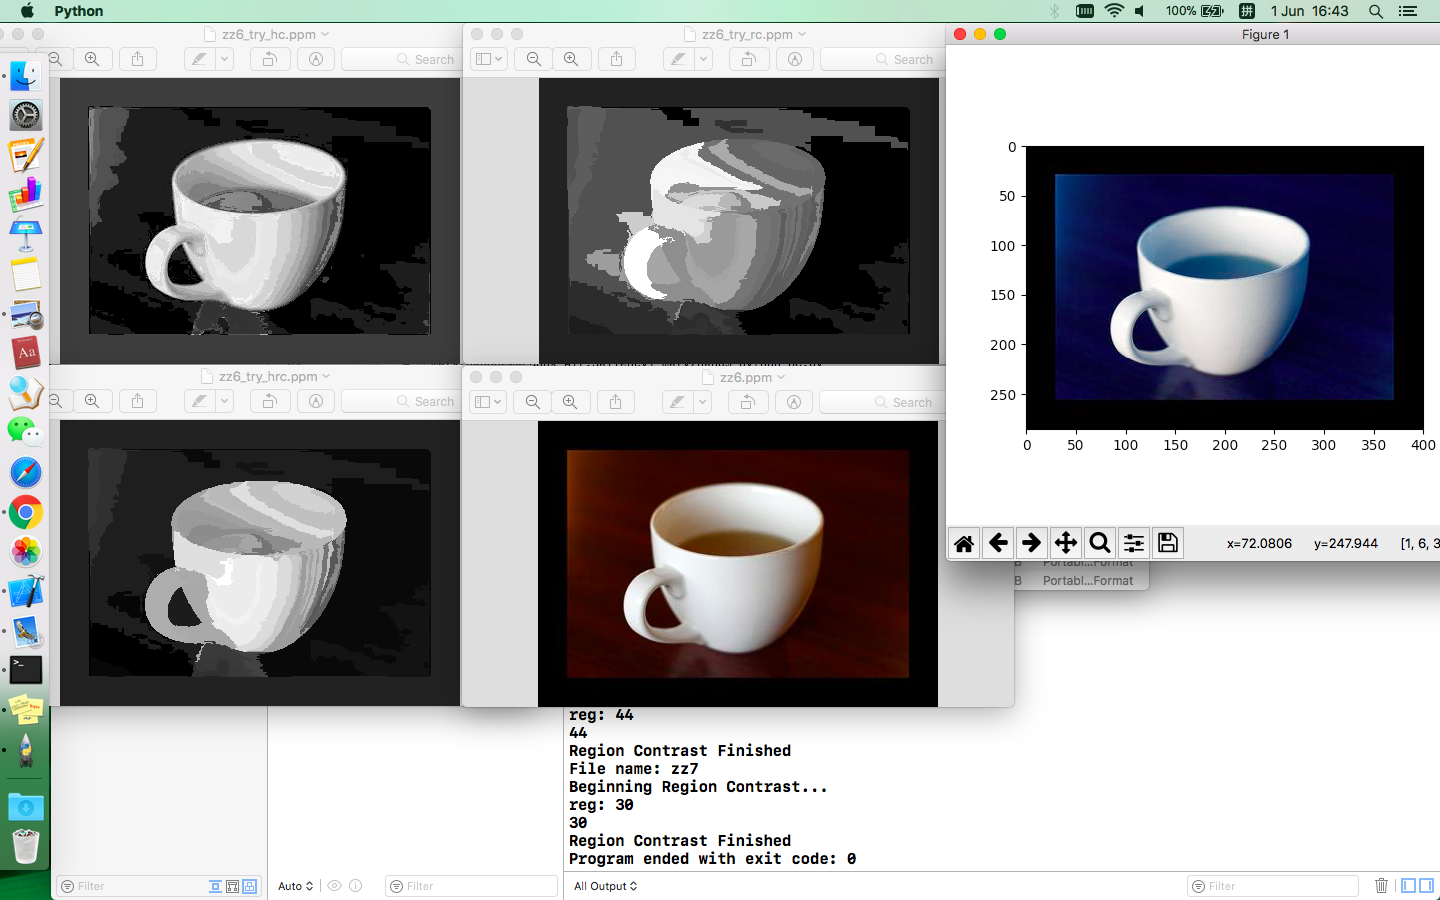 Python
100%
拼
1 Jun 16:43
zz6_try_hc.ppm
Search
zz6_try_rc.ppm
Search
Figure 1
0
50
100
150
200
250
0 50 100 150 200 250 300 350 400
x=72.0806 y=247.944 [1, 6, 3
B Portabl...Format
B Portabl...Format
zz6_try_hrc.ppm
Search
zz6.ppm
Search
Aa
>_
reg: 44
44
Region Contrast Finished
File name: zz7
Beginning Region Contrast...
reg: 30
30
Region Contrast Finished
Program ended with exit code: 0
Filter
Auto
Filter
All Output
Filter